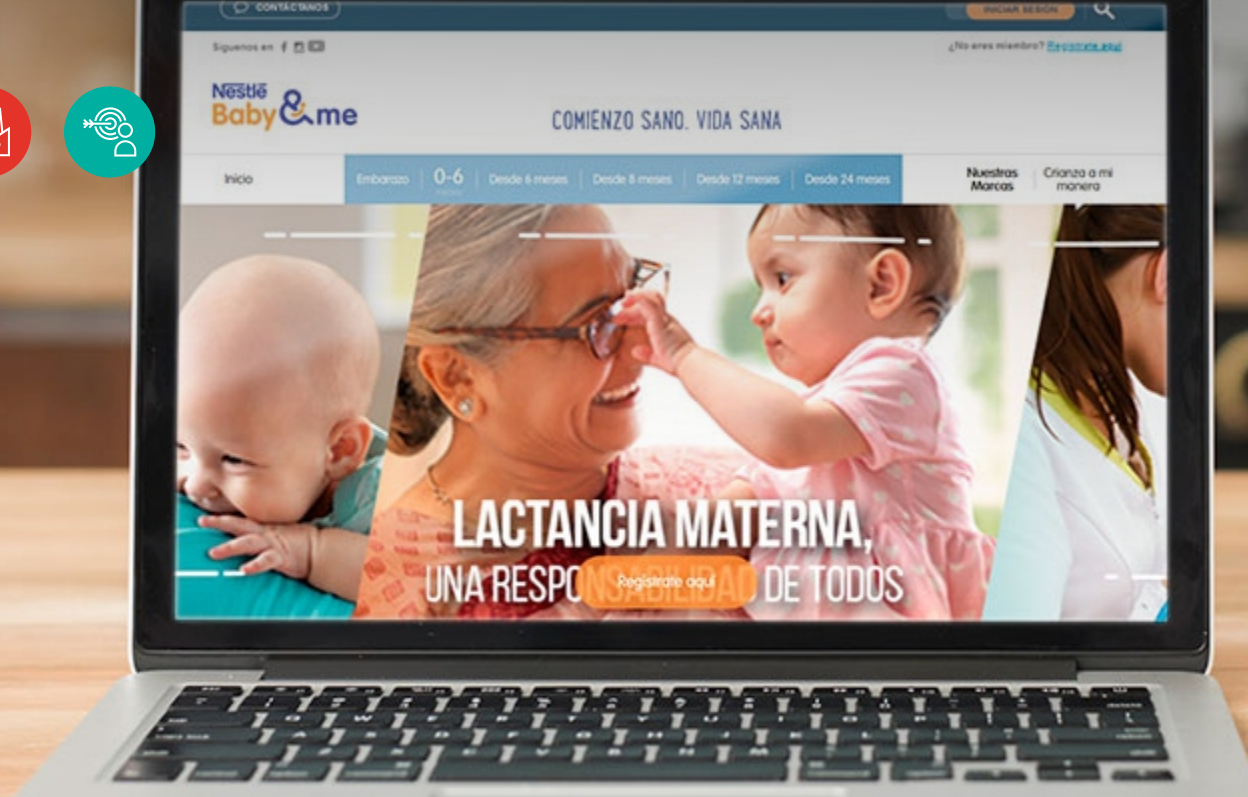 CONTÁCTANOS
INICIAR SESIÓN
Síguenos en
¿No eres miembro? Regístrate aquí
Nestlé
Baby & me
COMIENZO SANO. VIDA SANA
Inicio
Embarazo
0-6
meses
Desde 6 meses
Desde 8 meses
Desde 12 meses
Desde 24 meses
Nuestras
Marcas
Crianza a mi
manera
LACTANCIA MATERNA,
UNA RESPONSABILIDAD DE TODOS
Regístrate aquí